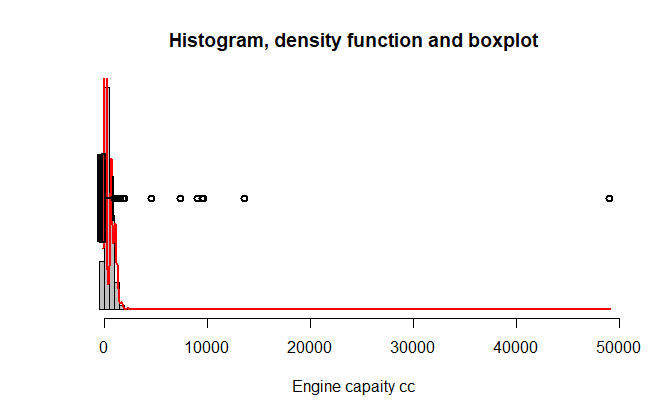 Histogram, density function and boxplot
0 10000 20000 30000 40000 50000
Engine capaity cc